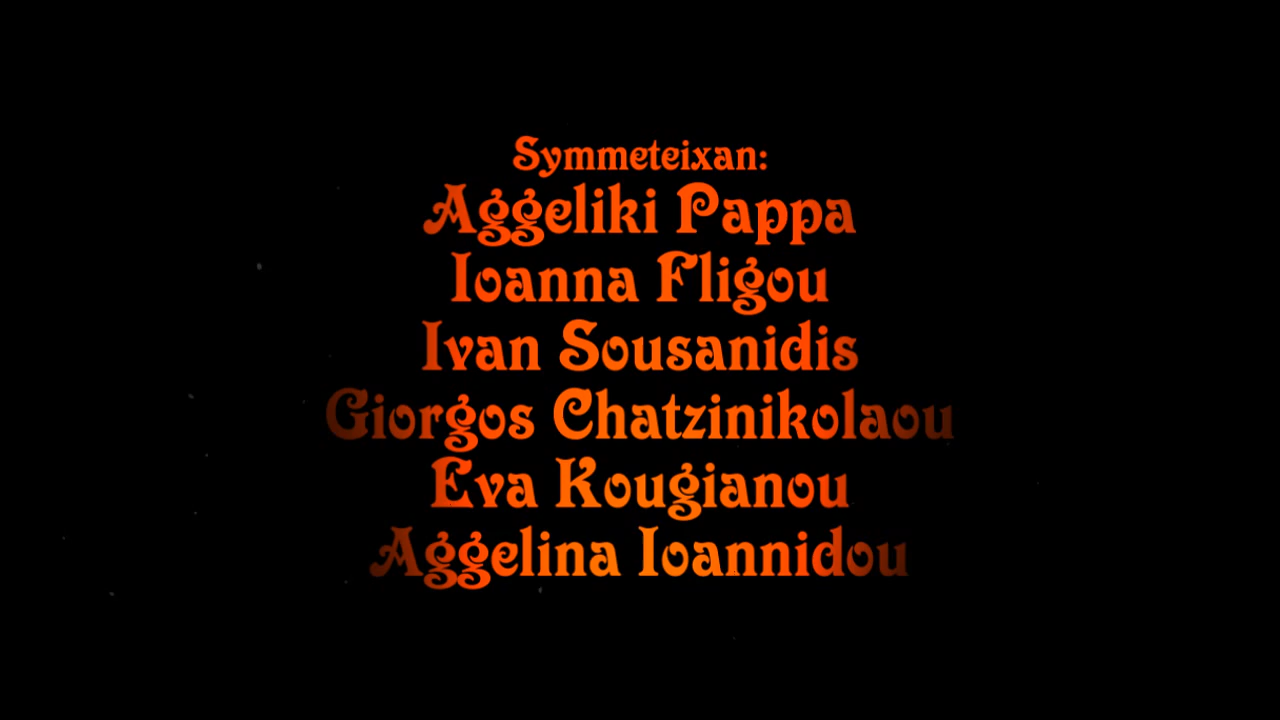 Symmeteixan:
Aggeliki Pappa
Ioanna Fligou
Ivan Sousanidis
Giorgos Chatzinikolaou
Eva Kougianou
Aggelina Ioannidou